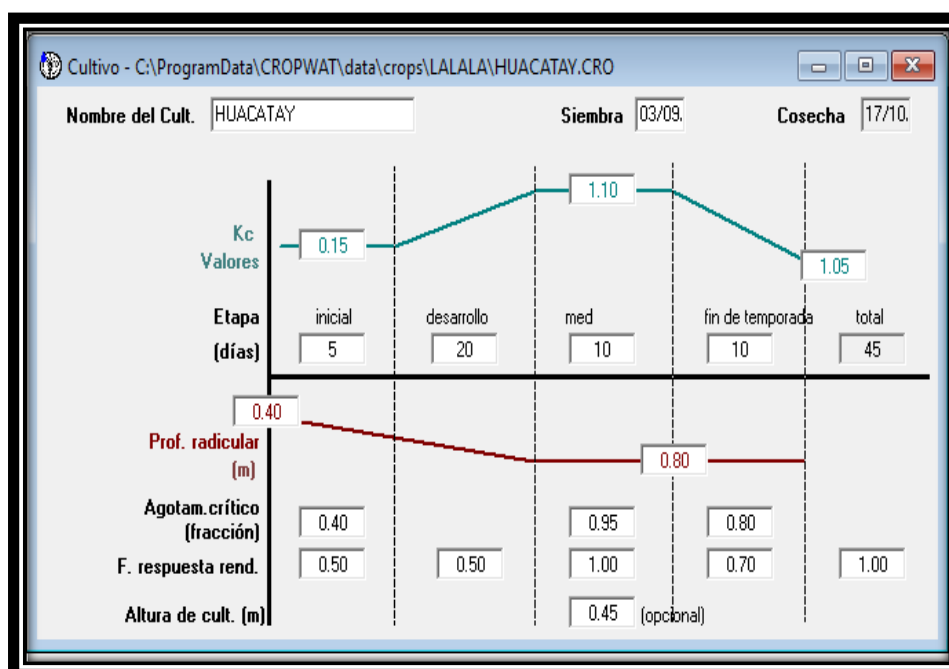 Cultivo - C:\ProgramData\CROPWAT\data\crops\LALALA\HUACATAY.CRO
Nombre del Cult. HUACATAY Siembra 03/09. Cosecha 17/10.
1.10
Kc 0.15
Valores 1.05
Etapa inicial desarrollo med fin de temporada total
(días) 5 20 10 10 45
0.40
Prof. radicular
(m) 0.80
Agotam.crítico
(fracción) 0.40 0.95 0.80
F. respuesta rend. 0.50 0.50 1.00 0.70 1.00
Altura de cult. (m) 0.45 (opcional)